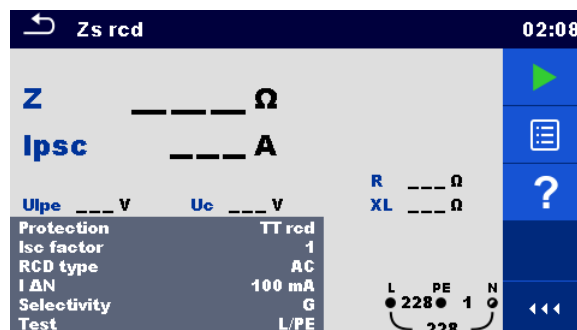 Zs rcd 02:08
Z ___ Ω
Ipsc ___ A
R ___ Ω
Ulpe ___ V Uc ___ V XL ___ Ω
?
Protection TT rcd
Isc factor 1
RCD type AC
I ΔN 100 mA
Selectivity G
Test L/PE
L PE N
228 1
228